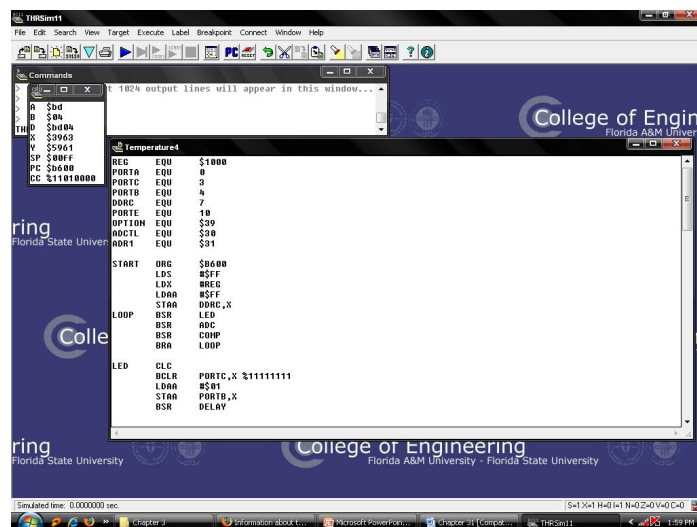 THRSim11
File Edit Search View Target Execute Label Breakpoint Connect Window Help
Commands
t 1024 output lines will appear in this window...
A $bd
B $04
D $bd04
X $3963
Y $5961
SP $00ff
PC $b600
CC %11010000
College of Engin
Florida A&M Univer
Temperature4
REG EQU $1000
PORTA EQU 0
PORTC EQU 3
PORTB EQU 4
DDRC EQU 7
PORTE EQU 10
OPTION EQU $39
ADCTL EQU $30
ADR1 EQU $31
START ORG $B600
LDS #$FF
LDX #REG
LDAA #$FF
STAA DDRC,X
LOOP BSR LED
BSR ADC
BSR COMP
BRA LOOP
LED CLC
BCLR PORTC,X %11111111
LDAA #$01
STAA PORTB,X
BSR DELAY
ring
Florida State Univer
Colle
ring
Florida State University
College of Engineering
Florida A&M University - Florida State University
Simulated time: 0.0000000 sec.
S=1 X=1 H=0 I=1 N=0 Z=0 V=0 C=0
Chapter 3
Information about t...
Microsoft PowerPoin...
Chapter 31 [Compat...
THRSim11
1:59 PM